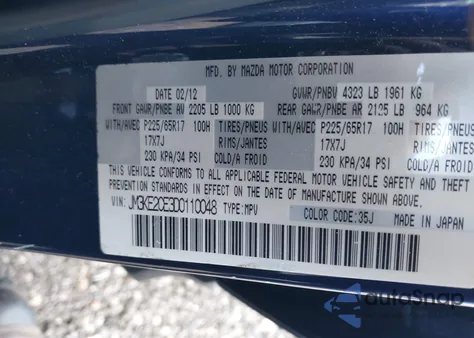 MFD. BY MAZDA MOTOR CORPORATION
DATE 02/12 GVWR/PNBV 4323 LB 1961 KG
FRONT GAWR/PNBE AV 2205 LB 1000 KG REAR GAWR/PNBE AR 2125 LB 964 KG
WITH/AVEC P225/65R17 100H TIRES/PNEUS WITH/AVEC P225/65R17 100H TIRES/PNEUS
17X7J RIMS/JANTES 17X7J RIMS/JANTES
230 KPA/34 PSI COLD/A FROID 230 KPA/34 PSI COLD/A FROID
THIS VEHICLE CONFORMS TO ALL APPLICABLE FEDERAL MOTOR VEHICLE SAFETY AND
THEFT PREVENTION STANDARDS IN EFFECT ON THE DATE OF MANUFACTURE SHOWN ABOVE.
VIN: JM3KE2CE3D0110048 TYPE: MPV COLOR CODE: 35J MADE IN JAPAN
autoSnap